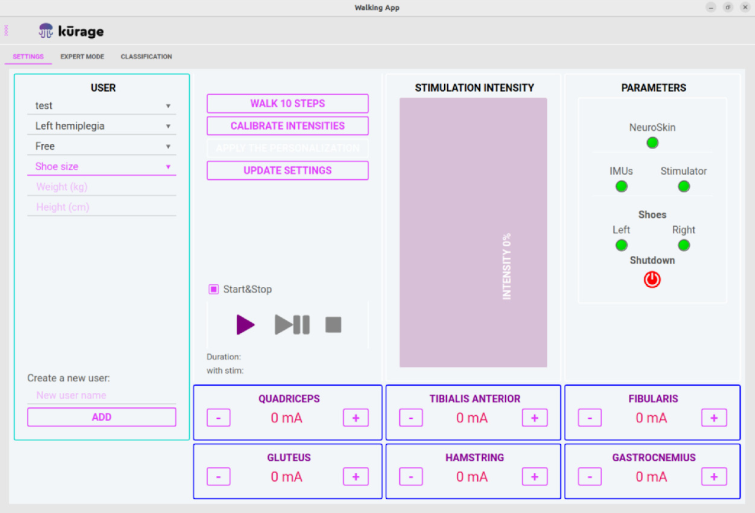 Walking App
kūrage
SETTINGS EXPERT MODE CLASSIFICATION
USER
test
Left hemiplegia
Free
Shoe size
Weight (kg)
Height (cm)
Create a new user:
New user name
ADD
WALK 10 STEPS
CALIBRATE INTENSITIES
APPLY THE PERSONALIZATION
UPDATE SETTINGS
Start&Stop
Duration:
with stim:
STIMULATION INTENSITY
INTENSITY 0%
PARAMETERS
NeuroSkin
IMUs Stimulator
Shoes
Left Right
Shutdown
QUADRICEPS
- 0 mA +
TIBIALIS ANTERIOR
- 0 mA +
FIBULARIS
- 0 mA +
GLUTEUS
- 0 mA +
HAMSTRING
- 0 mA +
GASTROCNEMIUS
- 0 mA +